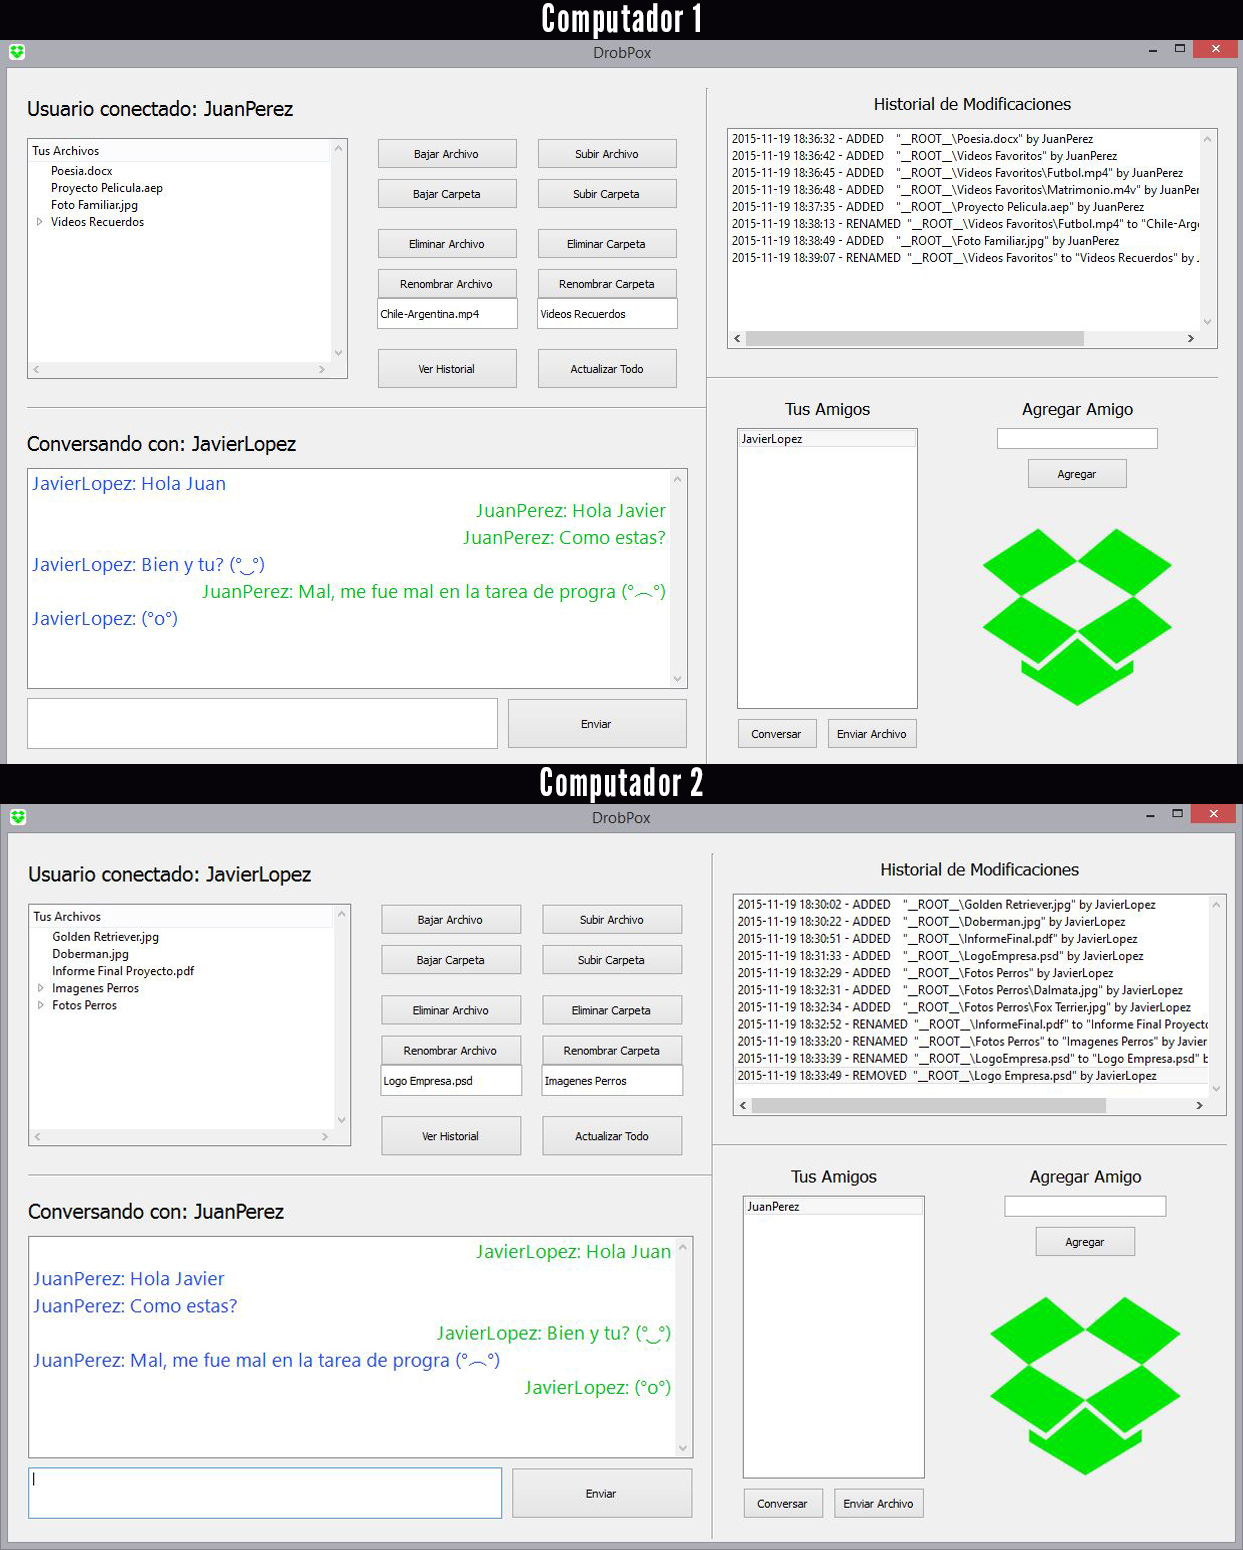 Computador 1
DrobPox
Usuario conectado: JuanPerez
Tus Archivos
Poesia.docx
Proyecto Pelicula.aep
Foto Familiar.jpg
Videos Recuerdos
Bajar Archivo
Subir Archivo
Bajar Carpeta
Subir Carpeta
Eliminar Archivo
Eliminar Carpeta
Renombrar Archivo
Renombrar Carpeta
Chile-Argentina.mp4
Videos Recuerdos
Ver Historial
Actualizar Todo
Historial de Modificaciones
2015-11-19 18:36:32 - ADDED "__ROOT__\Poesia.docx" by JuanPerez
2015-11-19 18:36:42 - ADDED "__ROOT__\Videos Favoritos" by JuanPerez
2015-11-19 18:36:45 - ADDED "__ROOT__\Videos Favoritos\Futbol.mp4" by JuanPerez
2015-11-19 18:36:48 - ADDED "__ROOT__\Videos Favoritos\Matrimonio.m4v" by JuanPer
2015-11-19 18:37:35 - ADDED "__ROOT__\Proyecto Pelicula.aep" by JuanPerez
2015-11-19 18:38:13 - RENAMED "__ROOT__\Videos Favoritos\Futbol.mp4" to "Chile-Arge
2015-11-19 18:38:49 - ADDED "__ROOT__\Foto Familiar.jpg" by JuanPerez
2015-11-19 18:39:07 - RENAMED "__ROOT__\Videos Favoritos" to "Videos Recuerdos" by J
Conversando con: JavierLopez
JavierLopez: Hola Juan
JuanPerez: Hola Javier
JuanPerez: Como estas?
JavierLopez: Bien y tu? (°‿°)
JuanPerez: Mal, me fue mal en la tarea de progra (°︵°)
JavierLopez: (°o°)
Enviar
Tus Amigos
JavierLopez
Conversar
Enviar Archivo
Agregar Amigo
Agregar
Computador 2
DrobPox
Usuario conectado: JavierLopez
Tus Archivos
Golden Retriever.jpg
Doberman.jpg
Informe Final Proyecto.pdf
Imagenes Perros
Fotos Perros
Bajar Archivo
Subir Archivo
Bajar Carpeta
Subir Carpeta
Eliminar Archivo
Eliminar Carpeta
Renombrar Archivo
Renombrar Carpeta
Logo Empresa.psd
Imagenes Perros
Ver Historial
Actualizar Todo
Historial de Modificaciones
2015-11-19 18:30:02 - ADDED "__ROOT__\Golden Retriever.jpg" by JavierLopez
2015-11-19 18:30:22 - ADDED "__ROOT__\Doberman.jpg" by JavierLopez
2015-11-19 18:30:51 - ADDED "__ROOT__\InformeFinal.pdf" by JavierLopez
2015-11-19 18:31:33 - ADDED "__ROOT__\LogoEmpresa.psd" by JavierLopez
2015-11-19 18:32:29 - ADDED "__ROOT__\Fotos Perros" by JavierLopez
2015-11-19 18:32:31 - ADDED "__ROOT__\Fotos Perros\Dalmata.jpg" by JavierLopez
2015-11-19 18:32:34 - ADDED "__ROOT__\Fotos Perros\Fox Terrier.jpg" by JavierLopez
2015-11-19 18:32:52 - RENAMED "__ROOT__\InformeFinal.pdf" to "Informe Final Proyecto
2015-11-19 18:33:20 - RENAMED "__ROOT__\Fotos Perros" to "Imagenes Perros" by Javier
2015-11-19 18:33:39 - RENAMED "__ROOT__\LogoEmpresa.psd" to "Logo Empresa.psd" b
2015-11-19 18:33:49 - REMOVED "__ROOT__\Logo Empresa.psd" by JavierLopez
Conversando con: JuanPerez
JavierLopez: Hola Juan
JuanPerez: Hola Javier
JuanPerez: Como estas?
JavierLopez: Bien y tu? (°‿°)
JuanPerez: Mal, me fue mal en la tarea de progra (°︵°)
JavierLopez: (°o°)
Enviar
Tus Amigos
JuanPerez
Conversar
Enviar Archivo
Agregar Amigo
Agregar